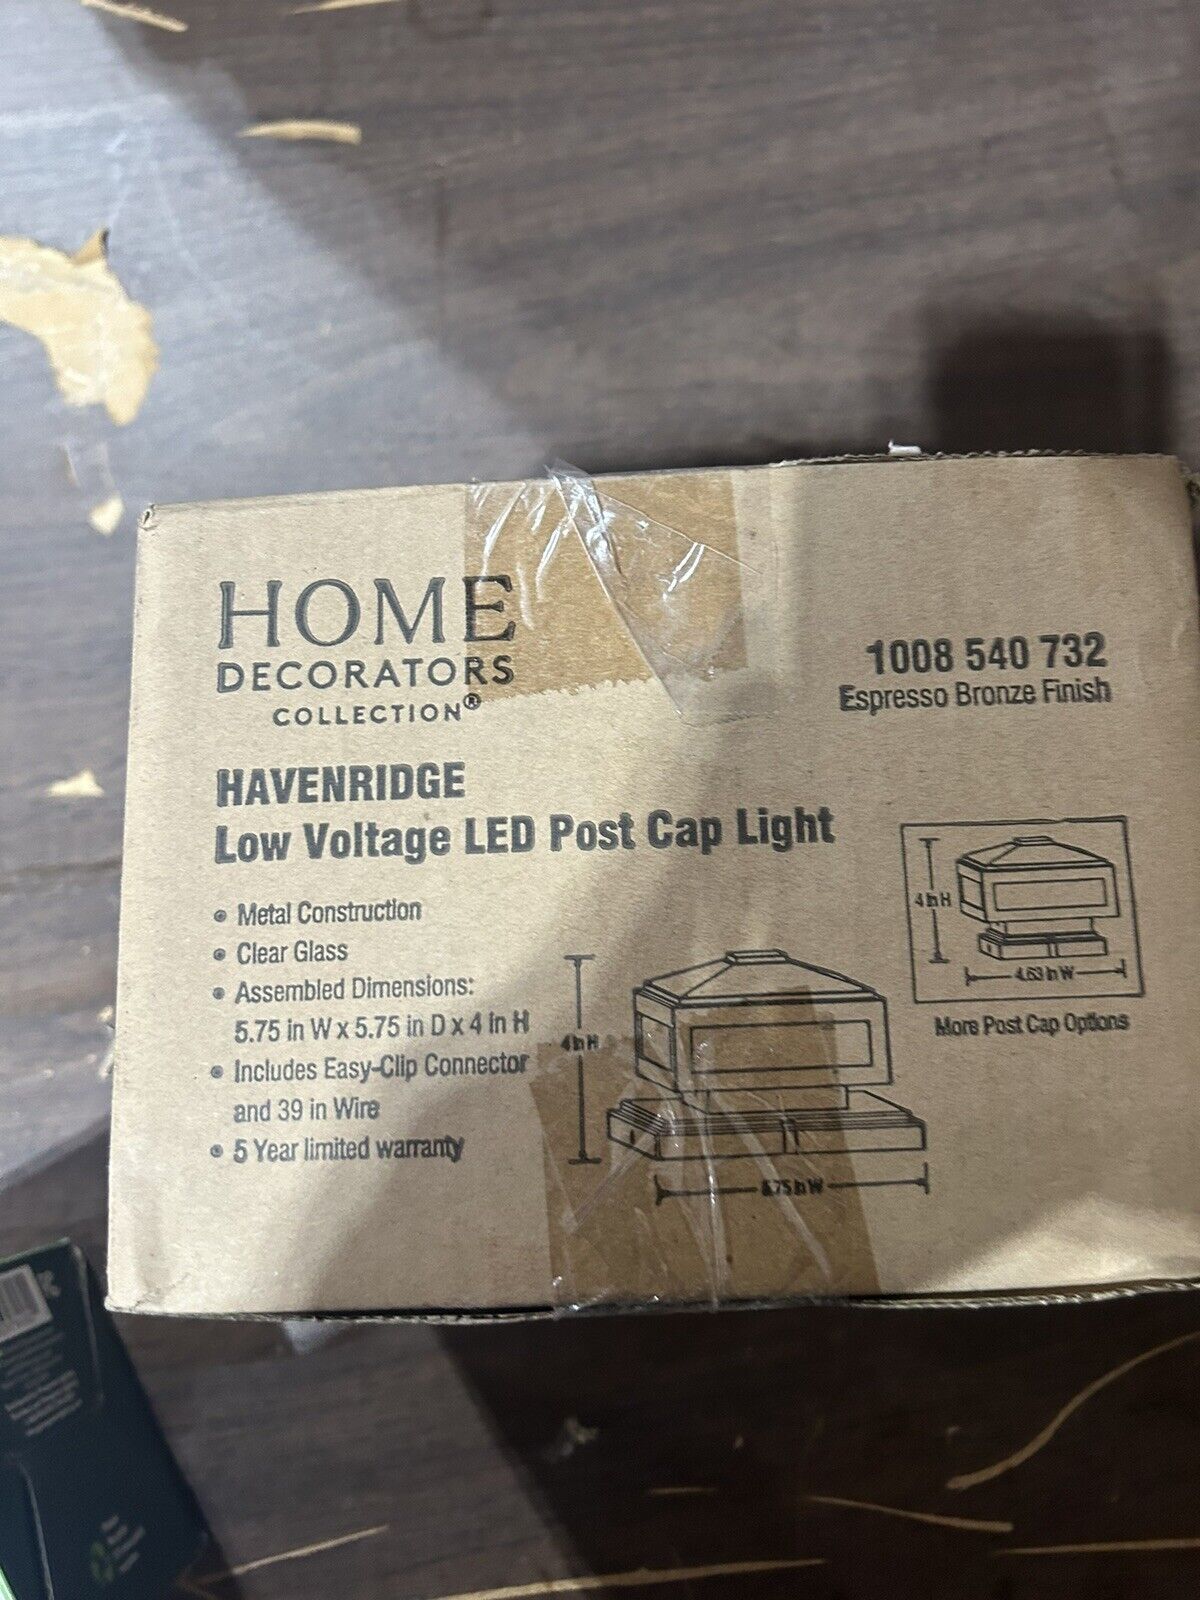 HOME
DECORATORS
COLLECTION®
1008 540 732
Espresso Bronze Finish
HAVENRIDGE
Low Voltage LED Post Cap Light
• Metal Construction
• Clear Glass
• Assembled Dimensions:
5.75 in W x 5.75 in D x 4 in H
• Includes Easy-Clip Connector
and 39 in Wire
• 5 Year limited warranty
4 in H
5.75 in W
4 in H
4.63 in W
More Post Cap Options